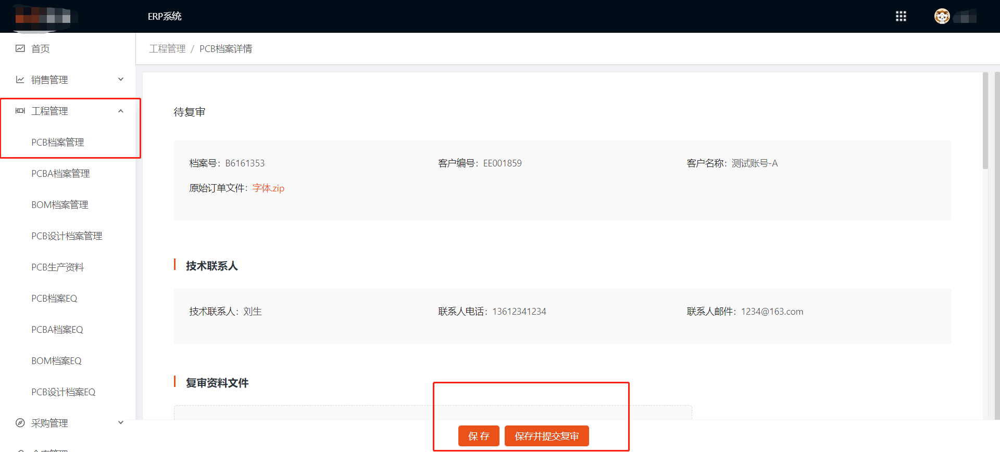 ERP系统
首页
销售管理
工程管理
PCB档案管理
PCBA档案管理
BOM档案管理
PCB设计档案管理
PCB生产资料
PCB档案EQ
PCBA档案EQ
BOM档案EQ
PCB设计档案EQ
采购管理
工程管理 / PCB档案详情
待复审
档案号：B6161353 客户编号：EE001859 客户名称：测试账号-A
原始订单文件：字体.zip
技术联系人
技术联系人：刘生 联系人电话：13612341234 联系人邮件：1234@163.com
复审资料文件
保 存 保存并提交复审